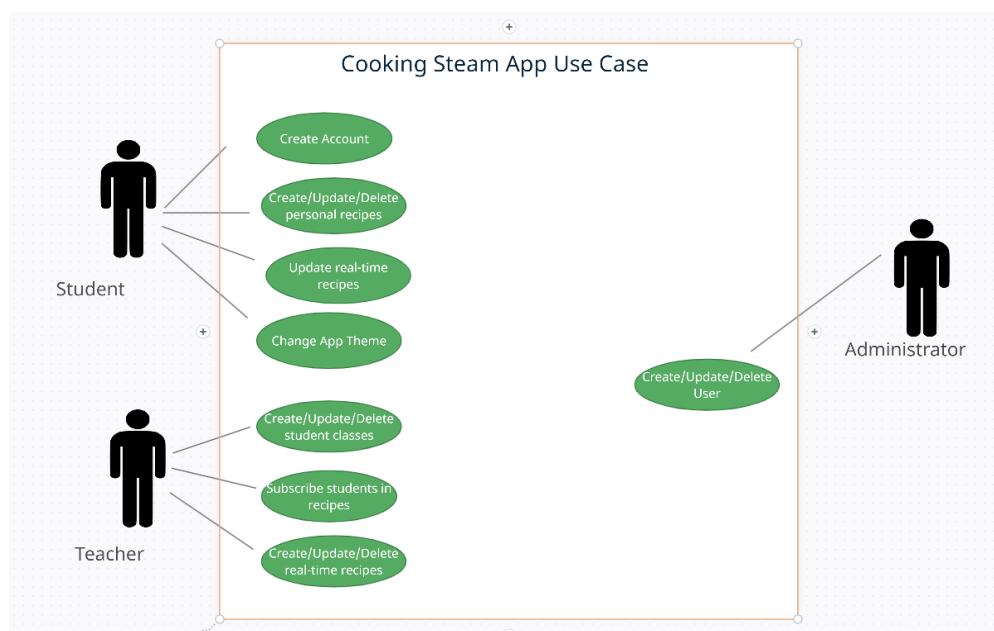 Cooking Steam App Use Case
Create Account
Create/Update/Delete
personal recipes
Update real-time
recipes
Student
Change App Theme
Administrator
Create/Update/Delete
User
Create/Update/Delete
student classes
Subscribe students in
recipes
Teacher
Create/Update/Delete
real-time recipes